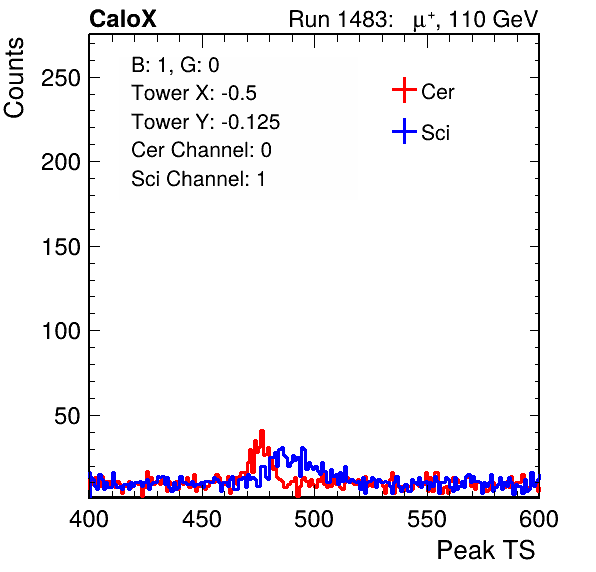 CaloX Run 1483: μ⁺, 110 GeV
B: 1, G: 0
Tower X: -0.5
Tower Y: -0.125
Cer Channel: 0
Sci Channel: 1
Cer
Sci
Counts
250
200
150
100
50
400 450 500 550 600
Peak TS